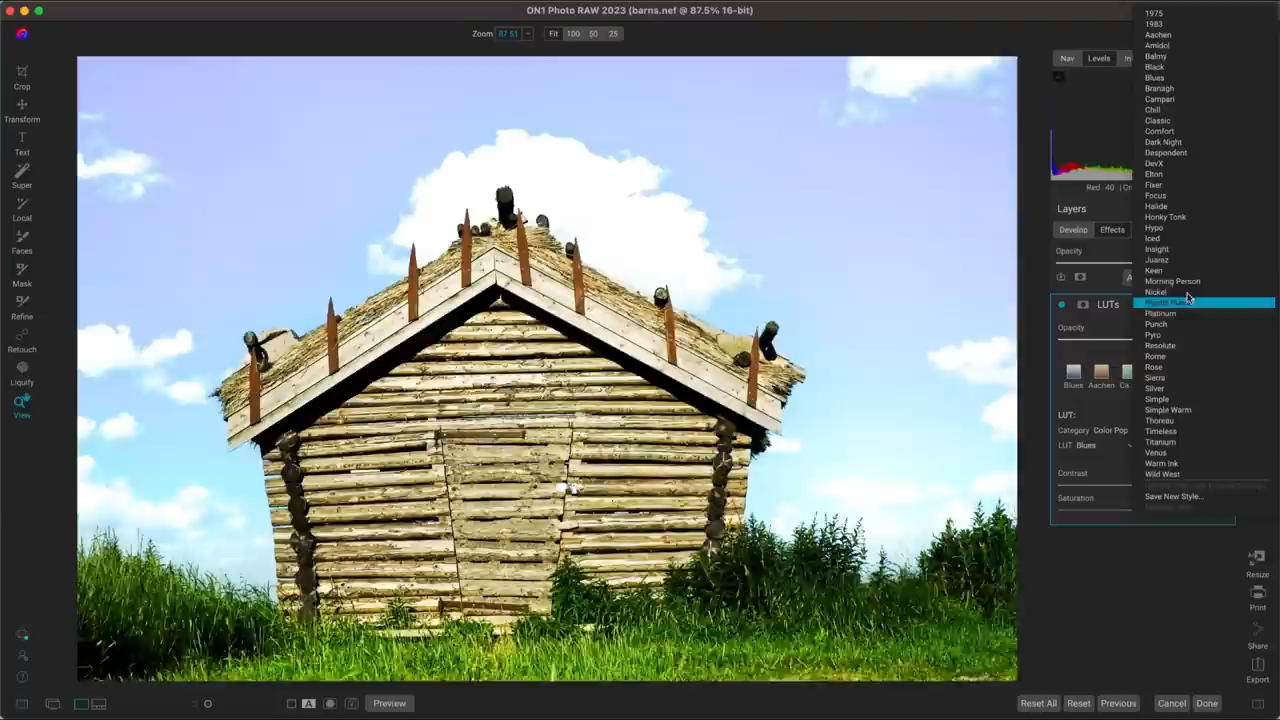 ON1 Photo RAW 2023 (barns.nef @ 87.5% 16-bit)
Zoom 87.51 Fit 100 50 25
Crop
Transform
Text
Super
Local
Faces
Mask
Refine
Retouch
Liquify
View
Nav Levels
Red 40
Layers
Develop Effects
Opacity
LUTs
Opacity
Blues Aachen
LUT:
Category Color Pop
LUT Blues
Contrast
Saturation
1975
1983
Aachen
Amidol
Balmy
Black
Blues
Branagh
Campari
Chill
Classic
Comfort
Dark Night
Despondent
DevX
Elton
Fixer
Focus
Halide
Honky Tonk
Hypo
Iced
Insight
Juarez
Keen
Morning Person
Nickel
Platinum
Punch
Pyro
Resolute
Rome
Rose
Sierra
Silver
Simple
Simple Warm
Thoreau
Timeless
Titanium
Venus
Warm Ink
Wild West
Save New Style...
Resize
Print
Share
Export
A Preview
Reset All Reset Previous Cancel Done